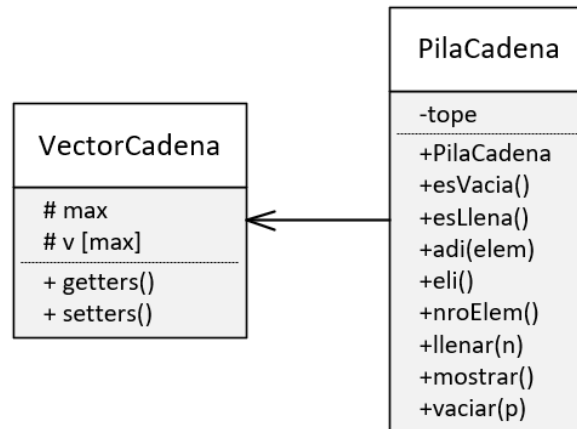 VectorCadena
# max
# v [max]
+ getters()
+ setters()
PilaCadena
-tope
+PilaCadena
+esVacia()
+esLlena()
+adi(elem)
+eli()
+nroElem()
+llenar(n)
+mostrar()
+vaciar(p)